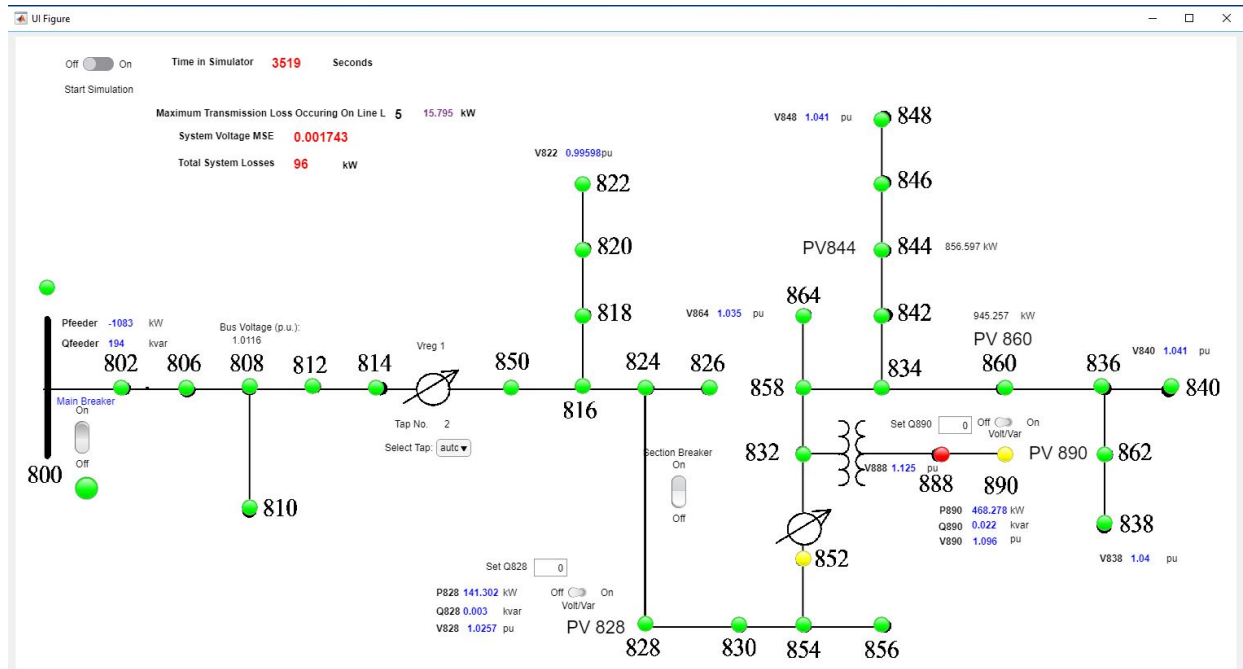 UI Figure
Off On Time in Simulator 3519 Seconds
Start Simulation
Maximum Transmission Loss Occuring On Line L 5 15.795 kW
System Voltage MSE 0.001743
Total System Losses 96 kW
V848 1.041 pu 848
V822 0.99598pu
822
846
820
PV844 844 856.597 kW
864
818
V864 1.035 pu
842
945.257 kW
PV 860
Pfeeder -1083 kW
Qfeeder 194 kvar
Bus Voltage (p.u.):
1.0116
Vreg 1
802 806 808 812 814 850 824 826 834 860 836
V840 1.041 pu
816
858
840
Main Breaker
On
Off
800
Tap No. 2
Select Tap: autc
Section Breaker
On
Off
Set Q890 0 Off On
Volt/Var
832
PV 890
862
V888 1.125 pu
888 890
810
P890 468.278 kW
Q890 0.022 kvar
V890 1.096 pu
838
V838 1.04 pu
852
Set Q828 0
P828 141.302 kW Off On
Volt/Var
Q828 0.003 kvar
V828 1.0257 pu
PV 828
828 830 854 856